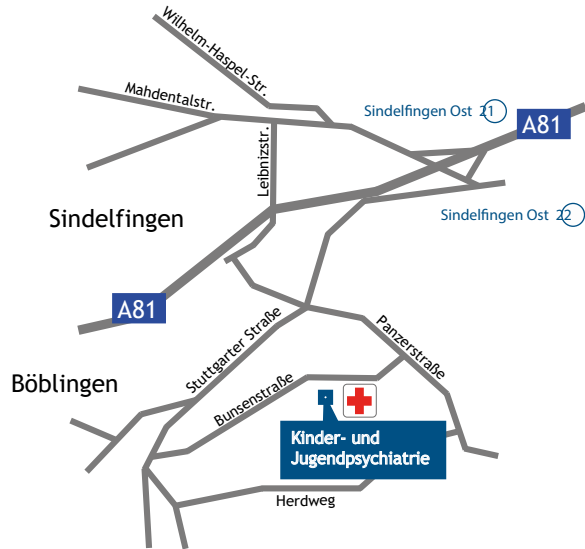 Wilhelm-Haspel-Str.
Mahdentalstr.
Sindelfingen Ost 21
A81
Leibnizstr.
Sindelfingen
Sindelfingen Ost 22
A81
Stuttgarter Straße
Panzerstraße
Böblingen
Bunsenstraße
Kinder- und
Jugendpsychiatrie
Herdweg